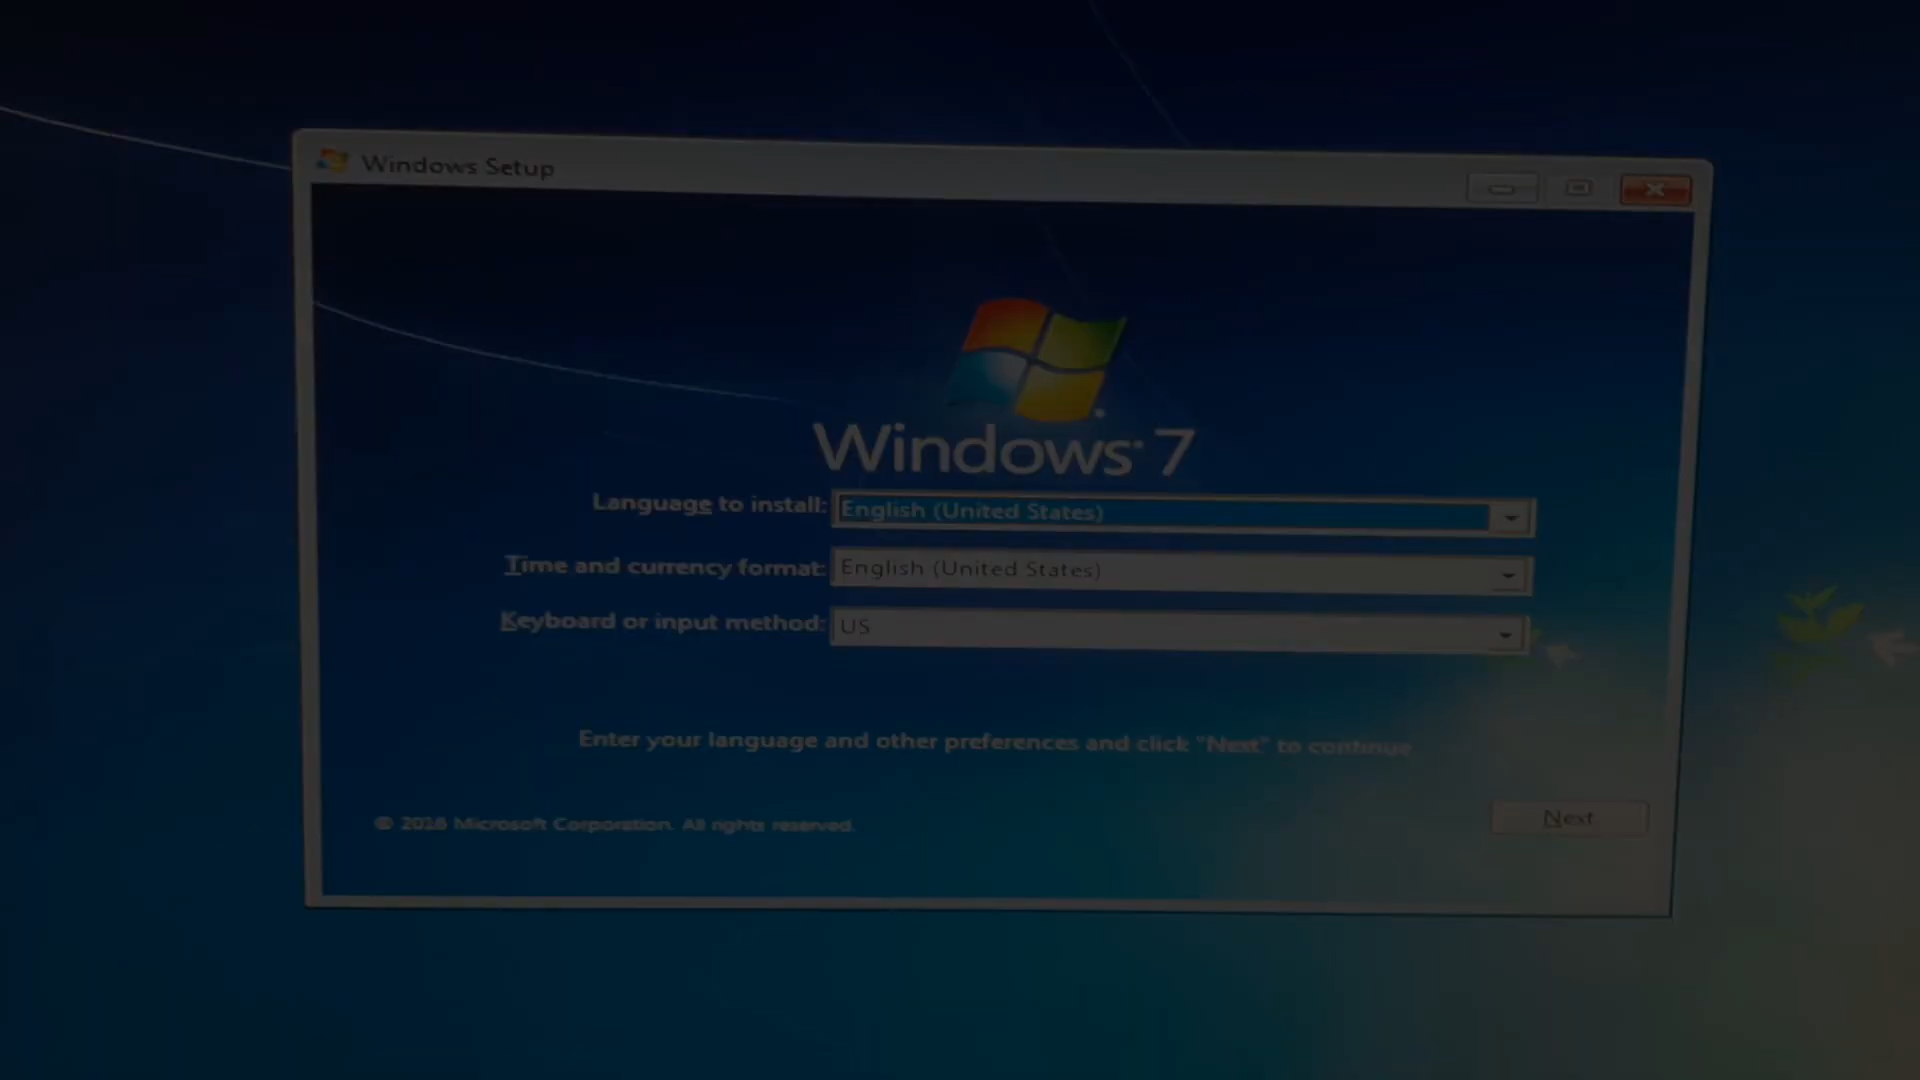 Windows Setup
Windows 7
Language to install: English (United States)
Time and currency format: English (United States)
Keyboard or input method: US
Enter your language and other preferences and click "Next" to continue
© 2016 Microsoft Corporation. All rights reserved.
Next